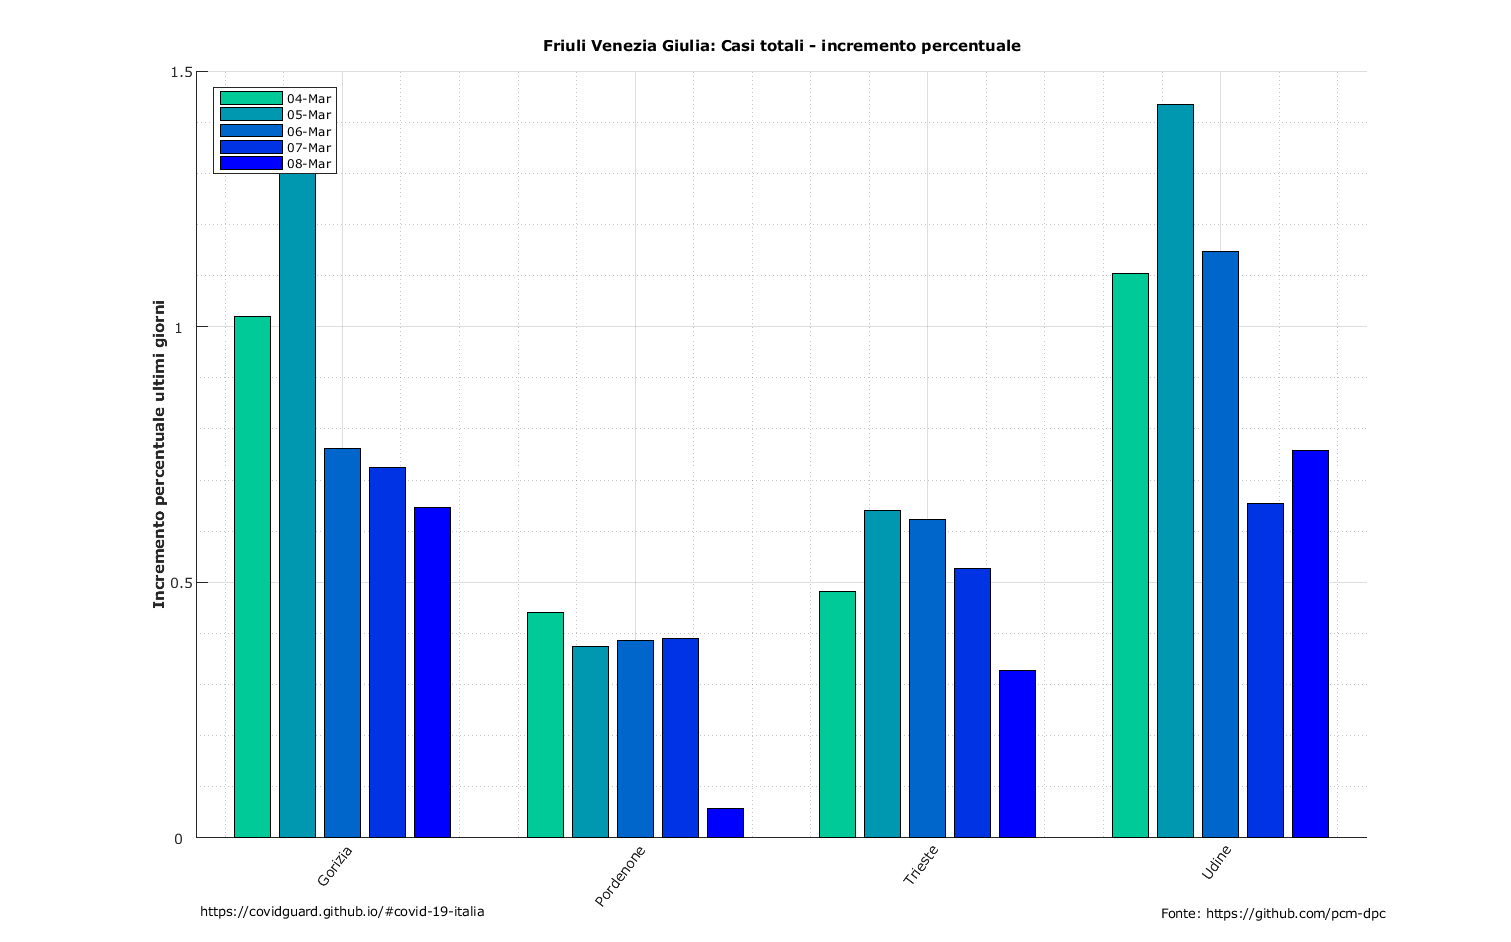 Friuli Venezia Giulia: Casi totali - incremento percentuale
1.5
1
0.5
0
Incremento percentuale ultimi giorni
04-Mar
05-Mar
06-Mar
07-Mar
08-Mar
Gorizia
Pordenone
Trieste
Udine
https://covidguard.github.io/#covid-19-italia
Fonte: https://github.com/pcm-dpc